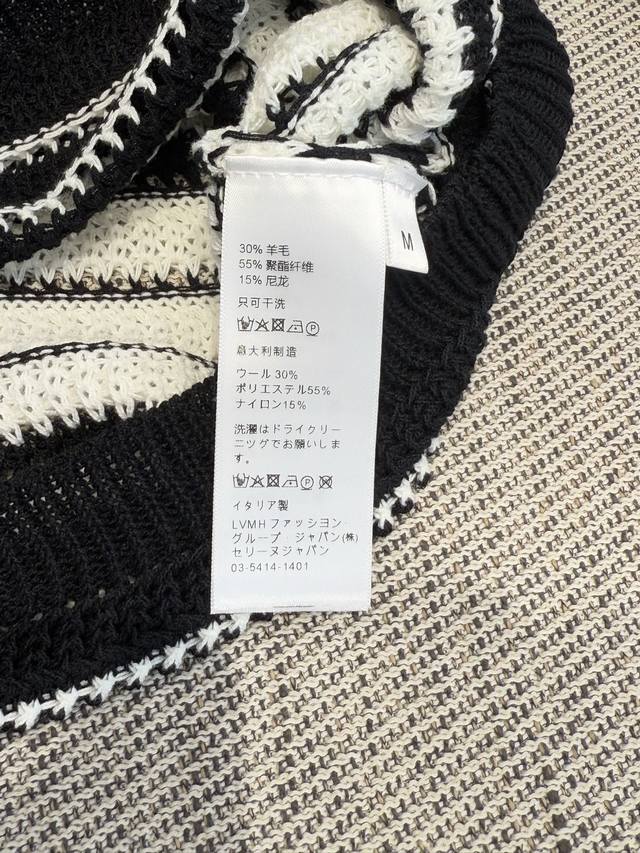 30% 羊毛
55% 聚酯纤维
15% 尼龙
只可干洗
意大利制造
ウール 30%
ポリエステル55%
ナイロン15%
洗濯はドライクリー
ニツグでお願いしま
す。
イタリア製
LVMH ファッシヨン
グループ・ジャパン(株)
セリーヌジャパン
03-5414-1401
M